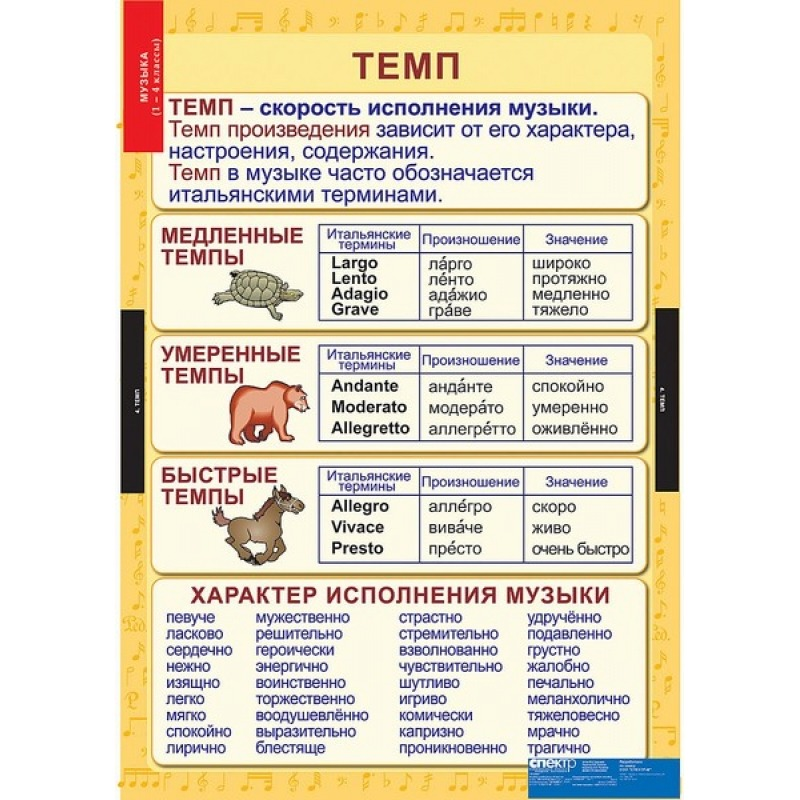 МУЗЫКА
(1 – 4 классы)
ТЕМП
ТЕМП – скорость исполнения музыки.
Темп произведения зависит от его характера,
настроения, содержания.
Темп в музыке часто обозначается
итальянскими терминами.
МЕДЛЕННЫЕ
ТЕМПЫ
Итальянские термины Произношение Значение
Largo ла́рго широко
Lento ле́нто протяжно
Adagio ада́жио медленно
Grave гра́ве тяжело
4. ТЕМП
4. ТЕМП
УМЕРЕННЫЕ
ТЕМПЫ
Итальянские термины Произношение Значение
Andante анда́нте спокойно
Moderato модера́то умеренно
Allegretto аллегре́тто оживлённо
БЫСТРЫЕ
ТЕМПЫ
Итальянские термины Произношение Значение
Allegro алле́гро скоро
Vivace вива́че живо
Presto пре́сто очень быстро
ХАРАКТЕР ИСПОЛНЕНИЯ МУЗЫКИ
певуче мужественно страстно удручённо
ласково решительно стремительно подавленно
сердечно героически взволнованно грустно
нежно энергично чувствительно жалобно
изящно воинственно шутливо печально
легко торжественно игриво меланхолично
мягко воодушевлённо комически тяжеловесно
спокойно выразительно капризно мрачно
лирично блестяще проникновенно трагично
спектр